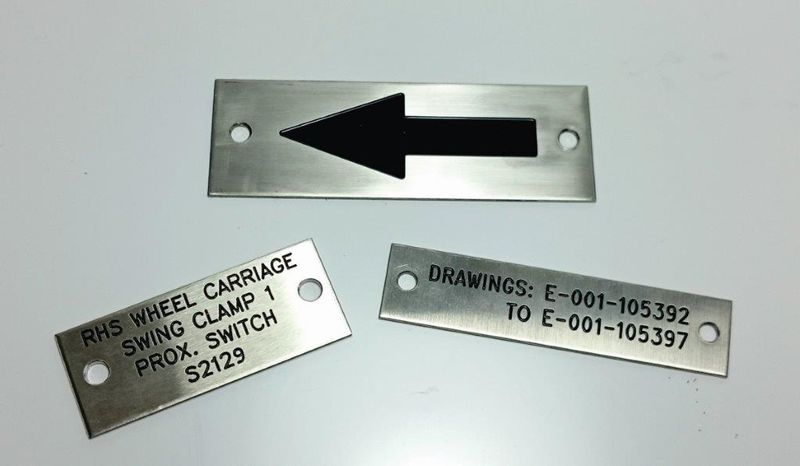 RHS WHEEL CARRIAGE
SWING CLAMP 1
PROX. SWITCH
S2129
DRAWINGS: E-001-105392
TO E-001-105397